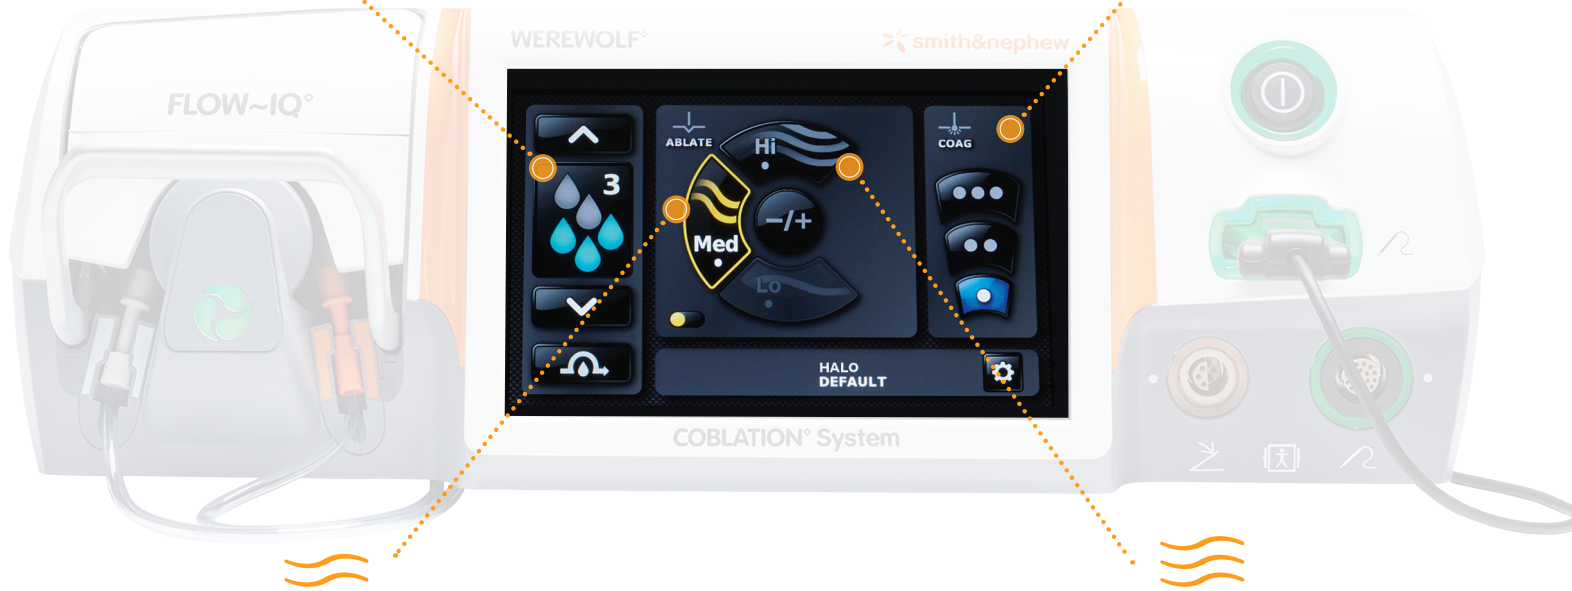 WEREWOLF◊
smith&nephew
FLOW~IQ◊
ABLATE
Hi
COAG
3
−/+
Med
Lo
HALO
DEFAULT
COBLATION◊ System